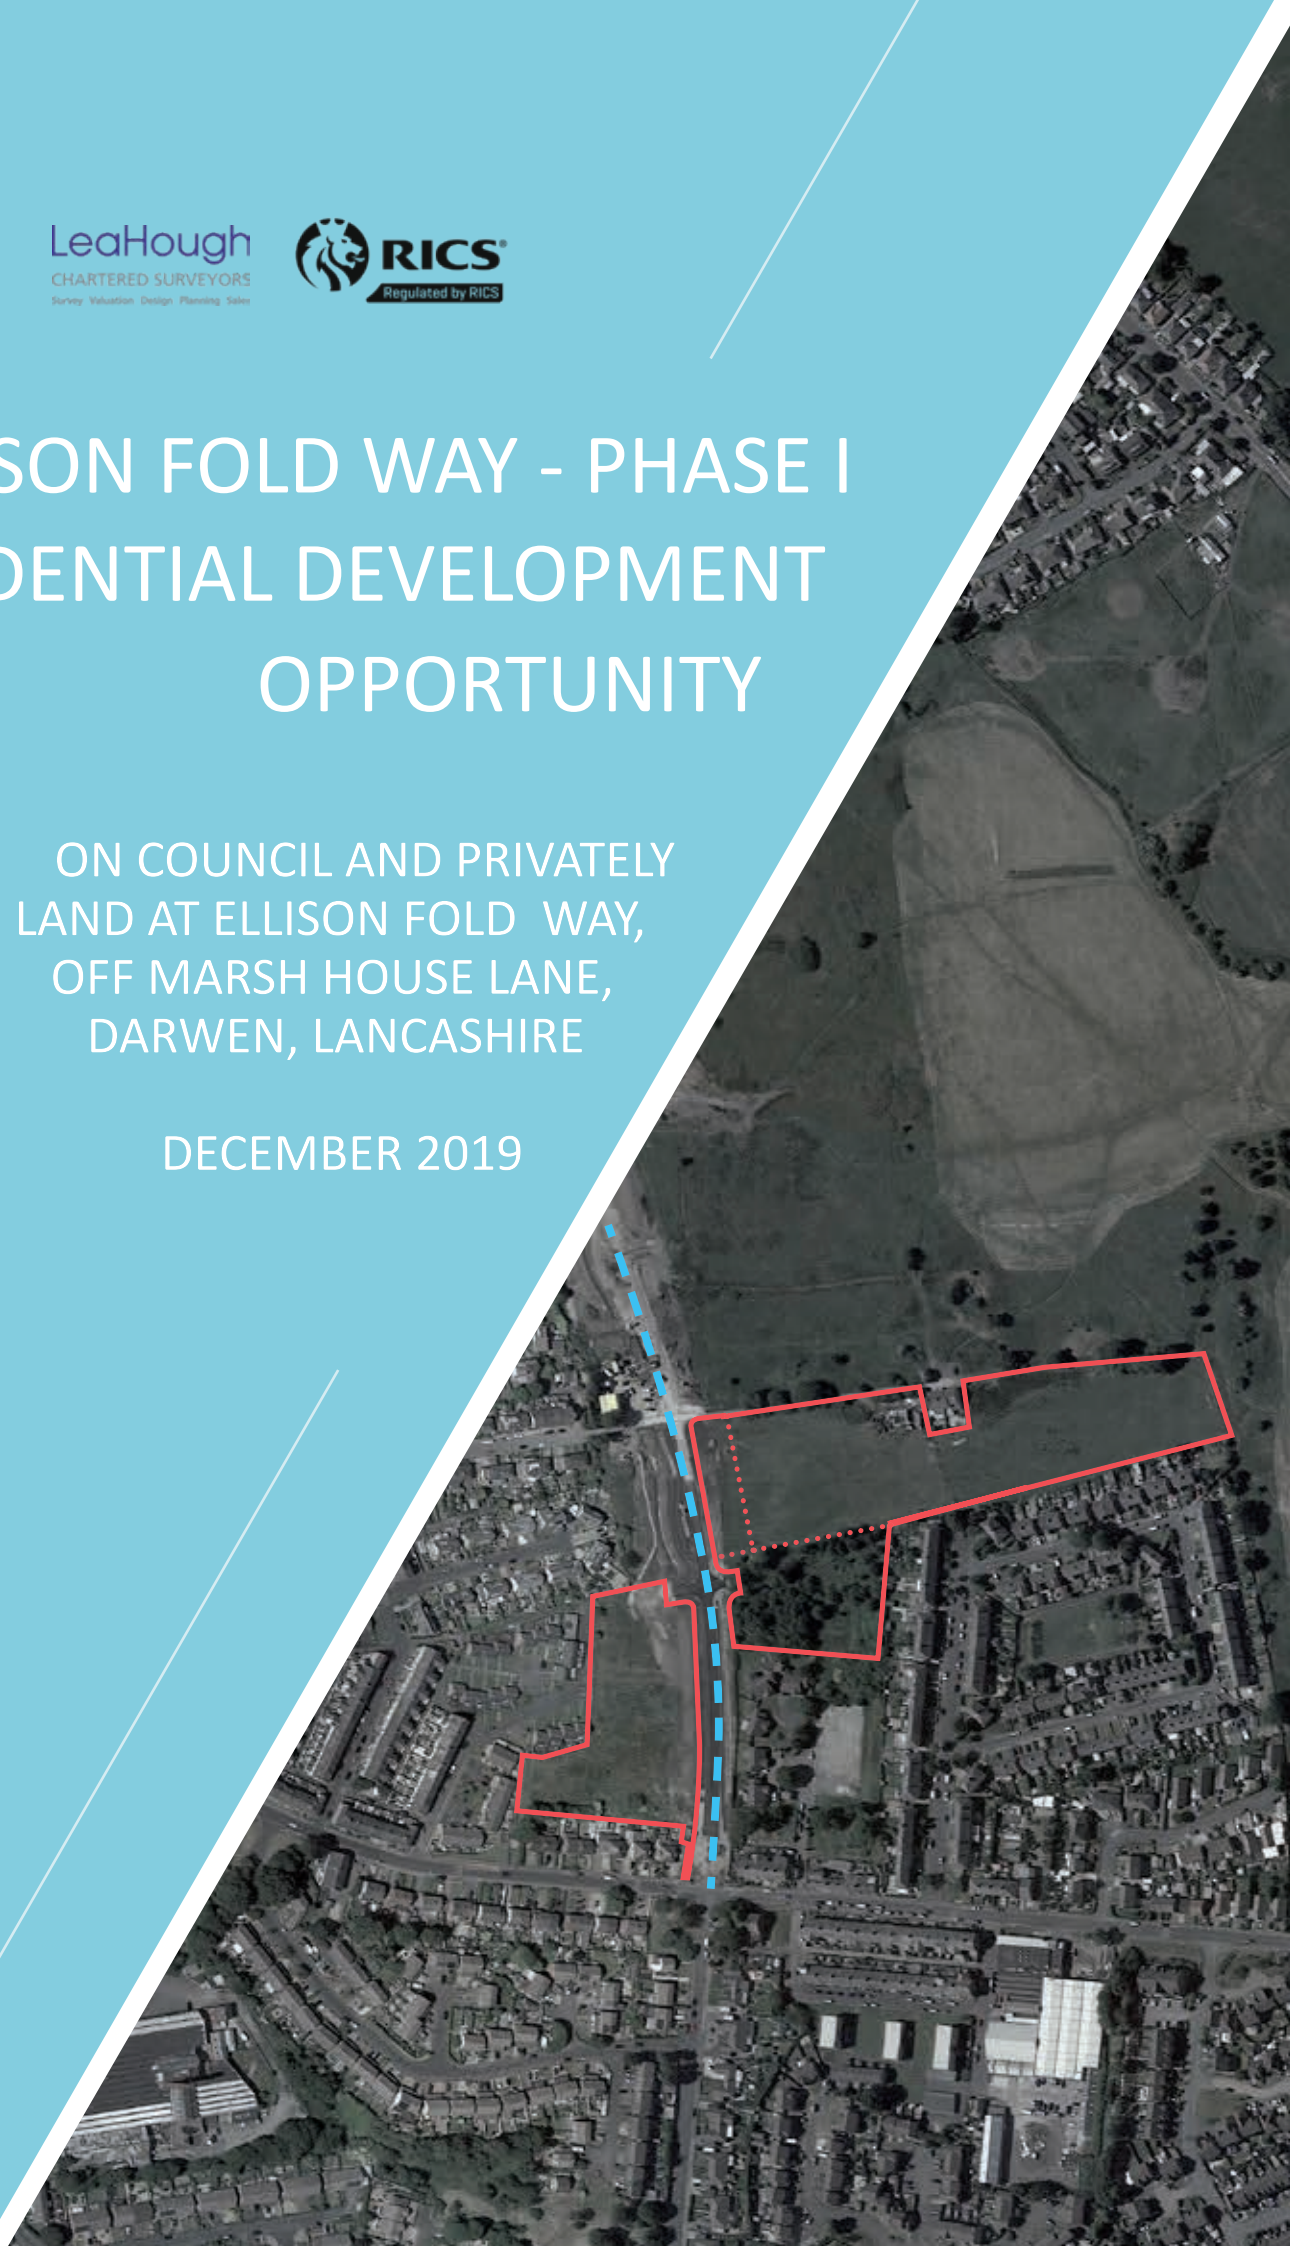 LeaHough
CHARTERED SURVEYORS
Survey Valuation Design Planning Sales
RICS®
Regulated by RICS
SON FOLD WAY - PHASE I
DENTIAL DEVELOPMENT
OPPORTUNITY
ON COUNCIL AND PRIVATELY
LAND AT ELLISON FOLD WAY,
OFF MARSH HOUSE LANE,
DARWEN, LANCASHIRE
DECEMBER 2019